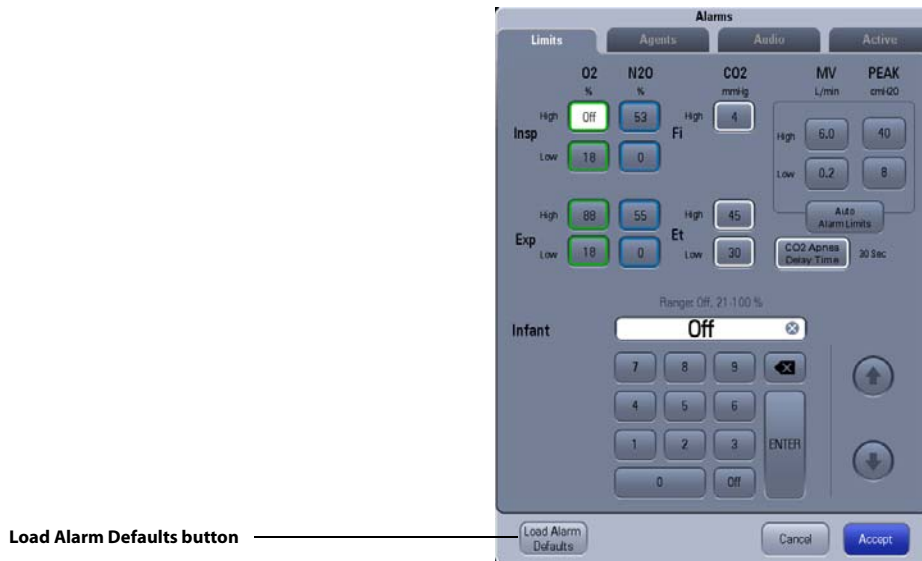 Alarms
Limits Agents Audio Active
O2 N2O CO2 MV PEAK
% % mmHg L/min cmH2O
High Off 53 High 4
Insp Fi High 6.0 40
Low 18 0
Low 0.2 8
High 88 55 High 45 Auto
Alarm Limits
Exp Et
Low 18 0 Low 30 CO2 Apnea
Delay Time 30 Sec
Range: Off, 21-100 %
Infant Off
7 8 9
4 5 6
1 2 3 ENTER
0 Off
Load Alarm Defaults button Load Alarm
Defaults Cancel Accept